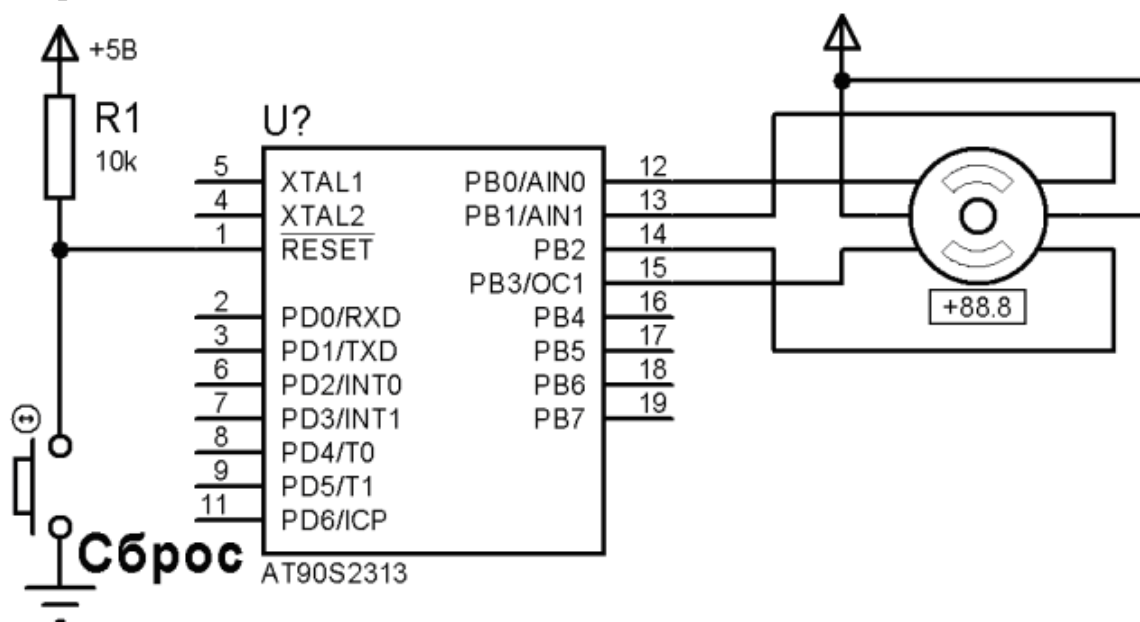 +5В
R1
10k
U?
5 XTAL1 PB0/AIN0 12
4 XTAL2 PB1/AIN1 13
1 RESET PB2 14
PB3/OC1 15
2 PD0/RXD PB4 16
3 PD1/TXD PB5 17
6 PD2/INT0 PB6 18
7 PD3/INT1 PB7 19
8 PD4/T0
9 PD5/T1
11 PD6/ICP
AT90S2313
Сброс
+88.8